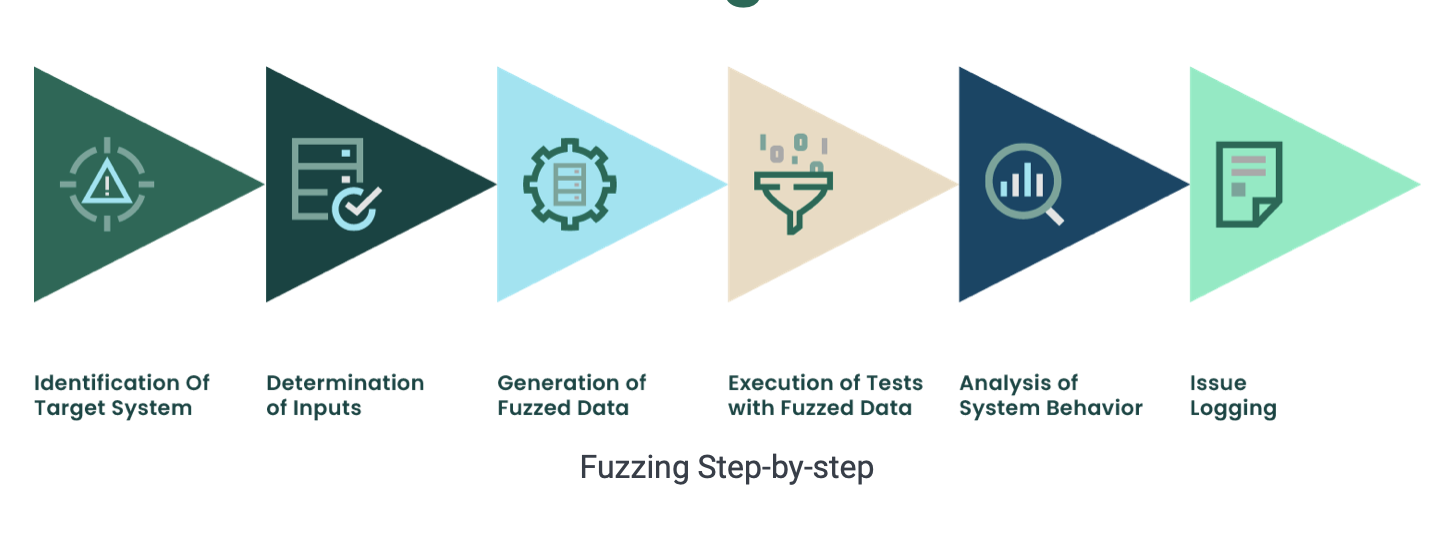 Identification Of
Target System
Determination
of Inputs
Generation of
Fuzzed Data
Execution of Tests
with Fuzzed Data
Analysis of
System Behavior
Issue
Logging
Fuzzing Step-by-step